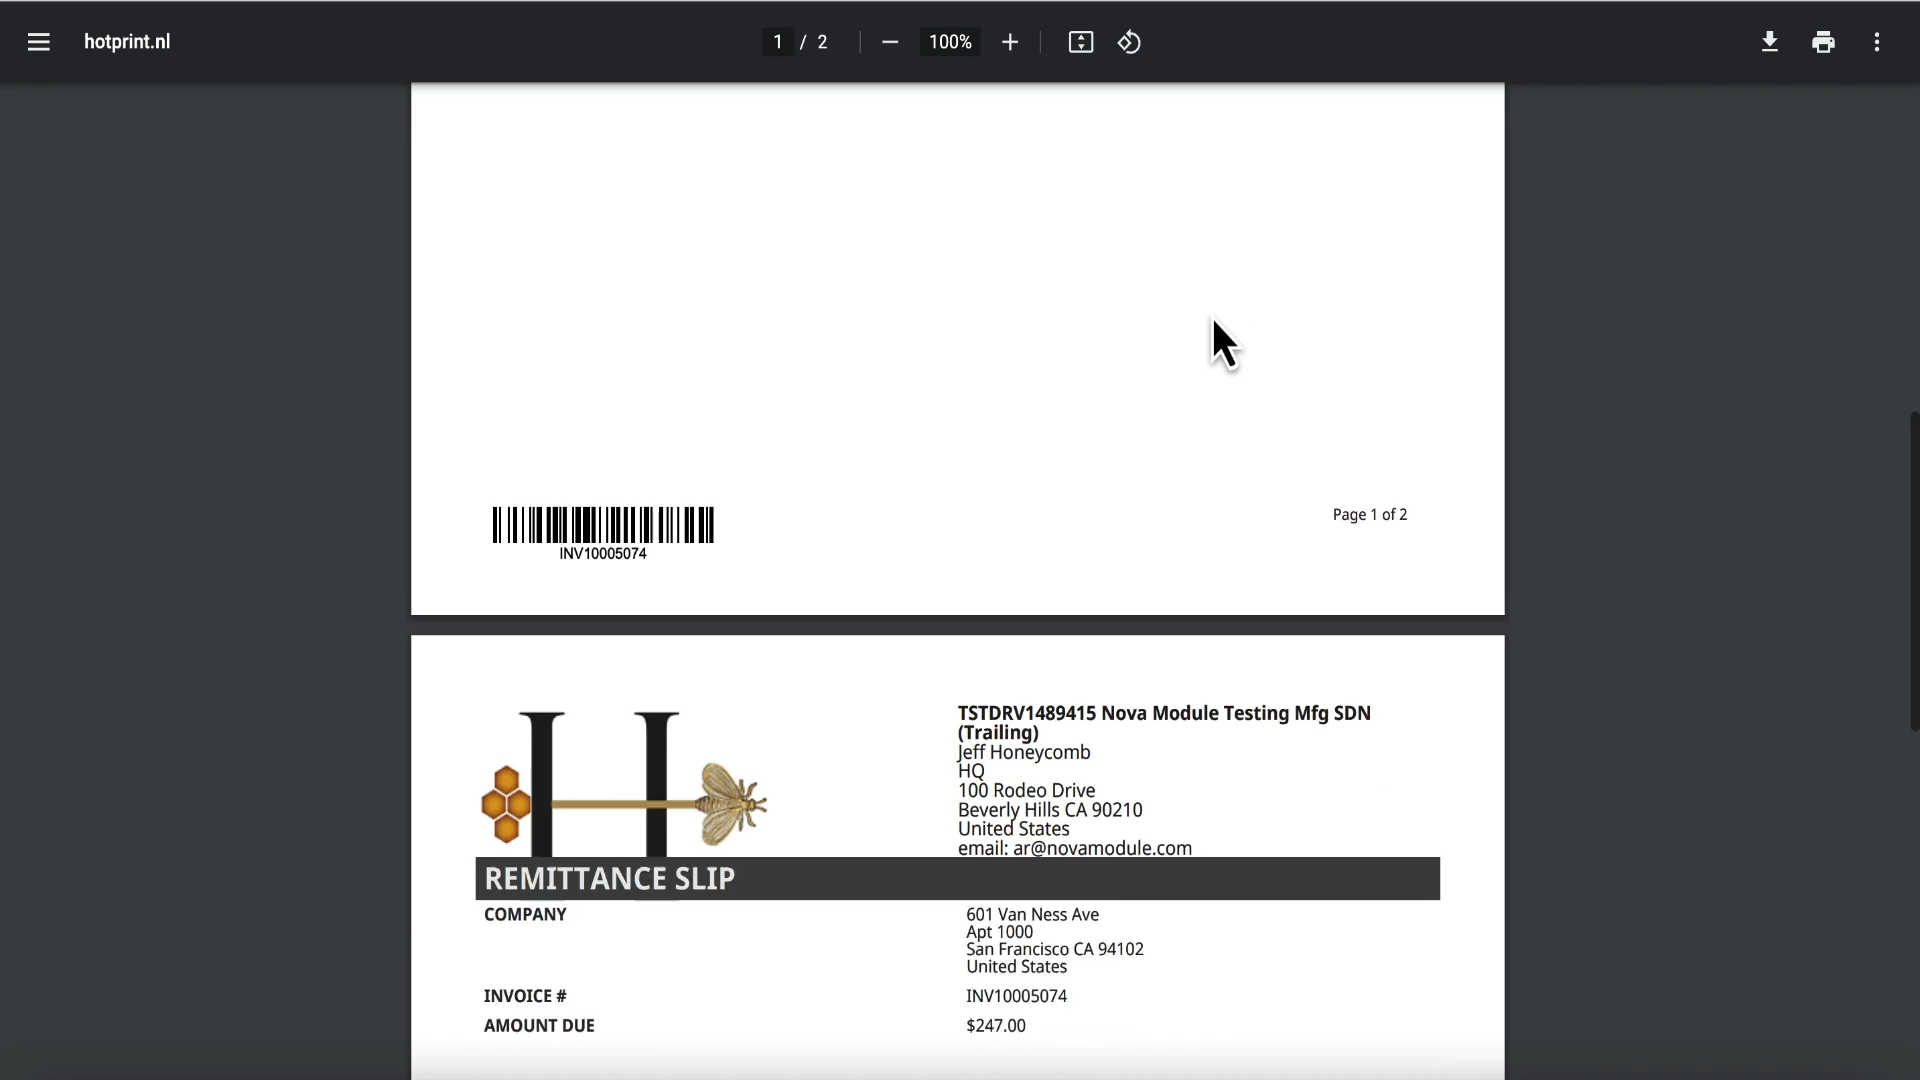 hotprint.nl
1 / 2
100%
INV10005074
Page 1 of 2
H
TSTDRV1489415 Nova Module Testing Mfg SDN
(Trailing)
Jeff Honeycomb
HQ
100 Rodeo Drive
Beverly Hills CA 90210
United States
email: ar@novamodule.com
REMITTANCE SLIP
COMPANY
601 Van Ness Ave
Apt 1000
San Francisco CA 94102
United States
INVOICE #
INV10005074
AMOUNT DUE
$247.00